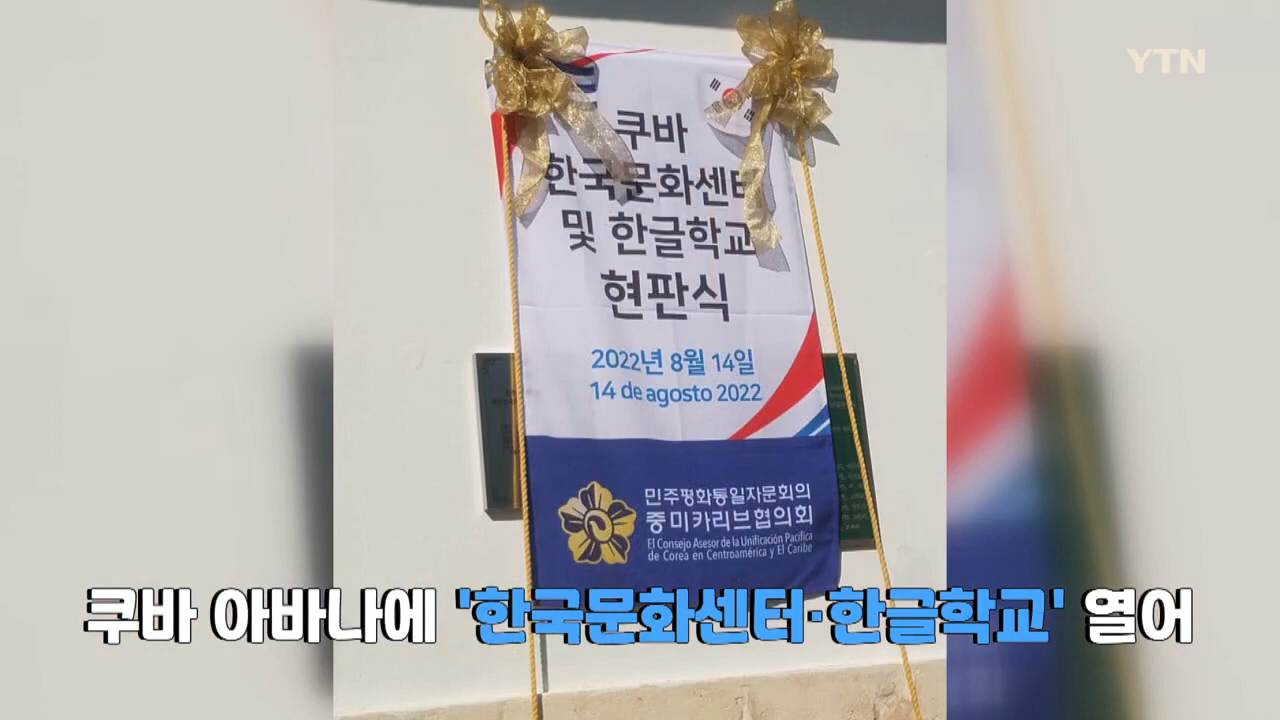 YTN
쿠바
한국문화센터
및 한글학교
현판식
2022년 8월 14일
14 de agosto 2022
민주평화통일자문회의
중미카리브협의회
El Consejo Asesor de la Unificación Pacífica
de Corea en Centroamérica y El Caribe
쿠바 아바나에 '한국문화센터·한글학교' 열어